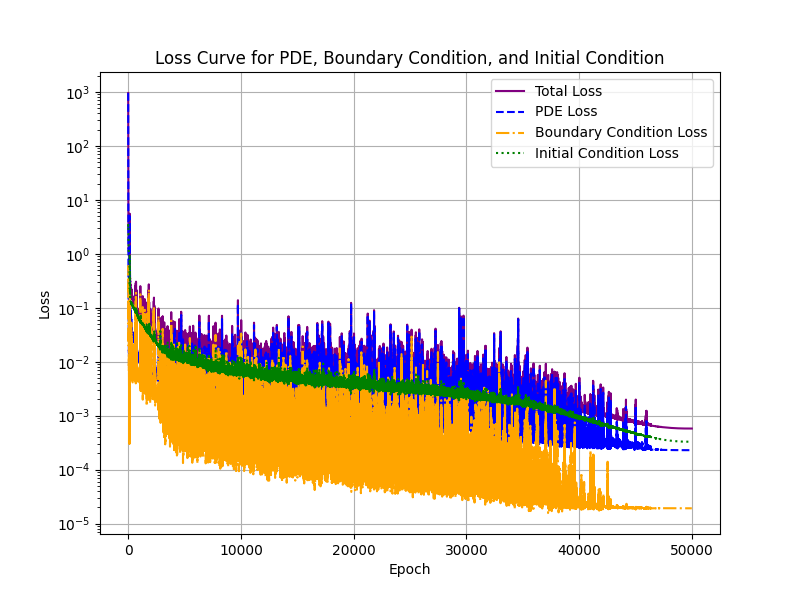 Loss Curve for PDE, Boundary Condition, and Initial Condition
Total Loss
PDE Loss
Boundary Condition Loss
Initial Condition Loss
Loss
10³
10²
10¹
10⁰
10⁻¹
10⁻²
10⁻³
10⁻⁴
10⁻⁵
0 10000 20000 30000 40000 50000
Epoch